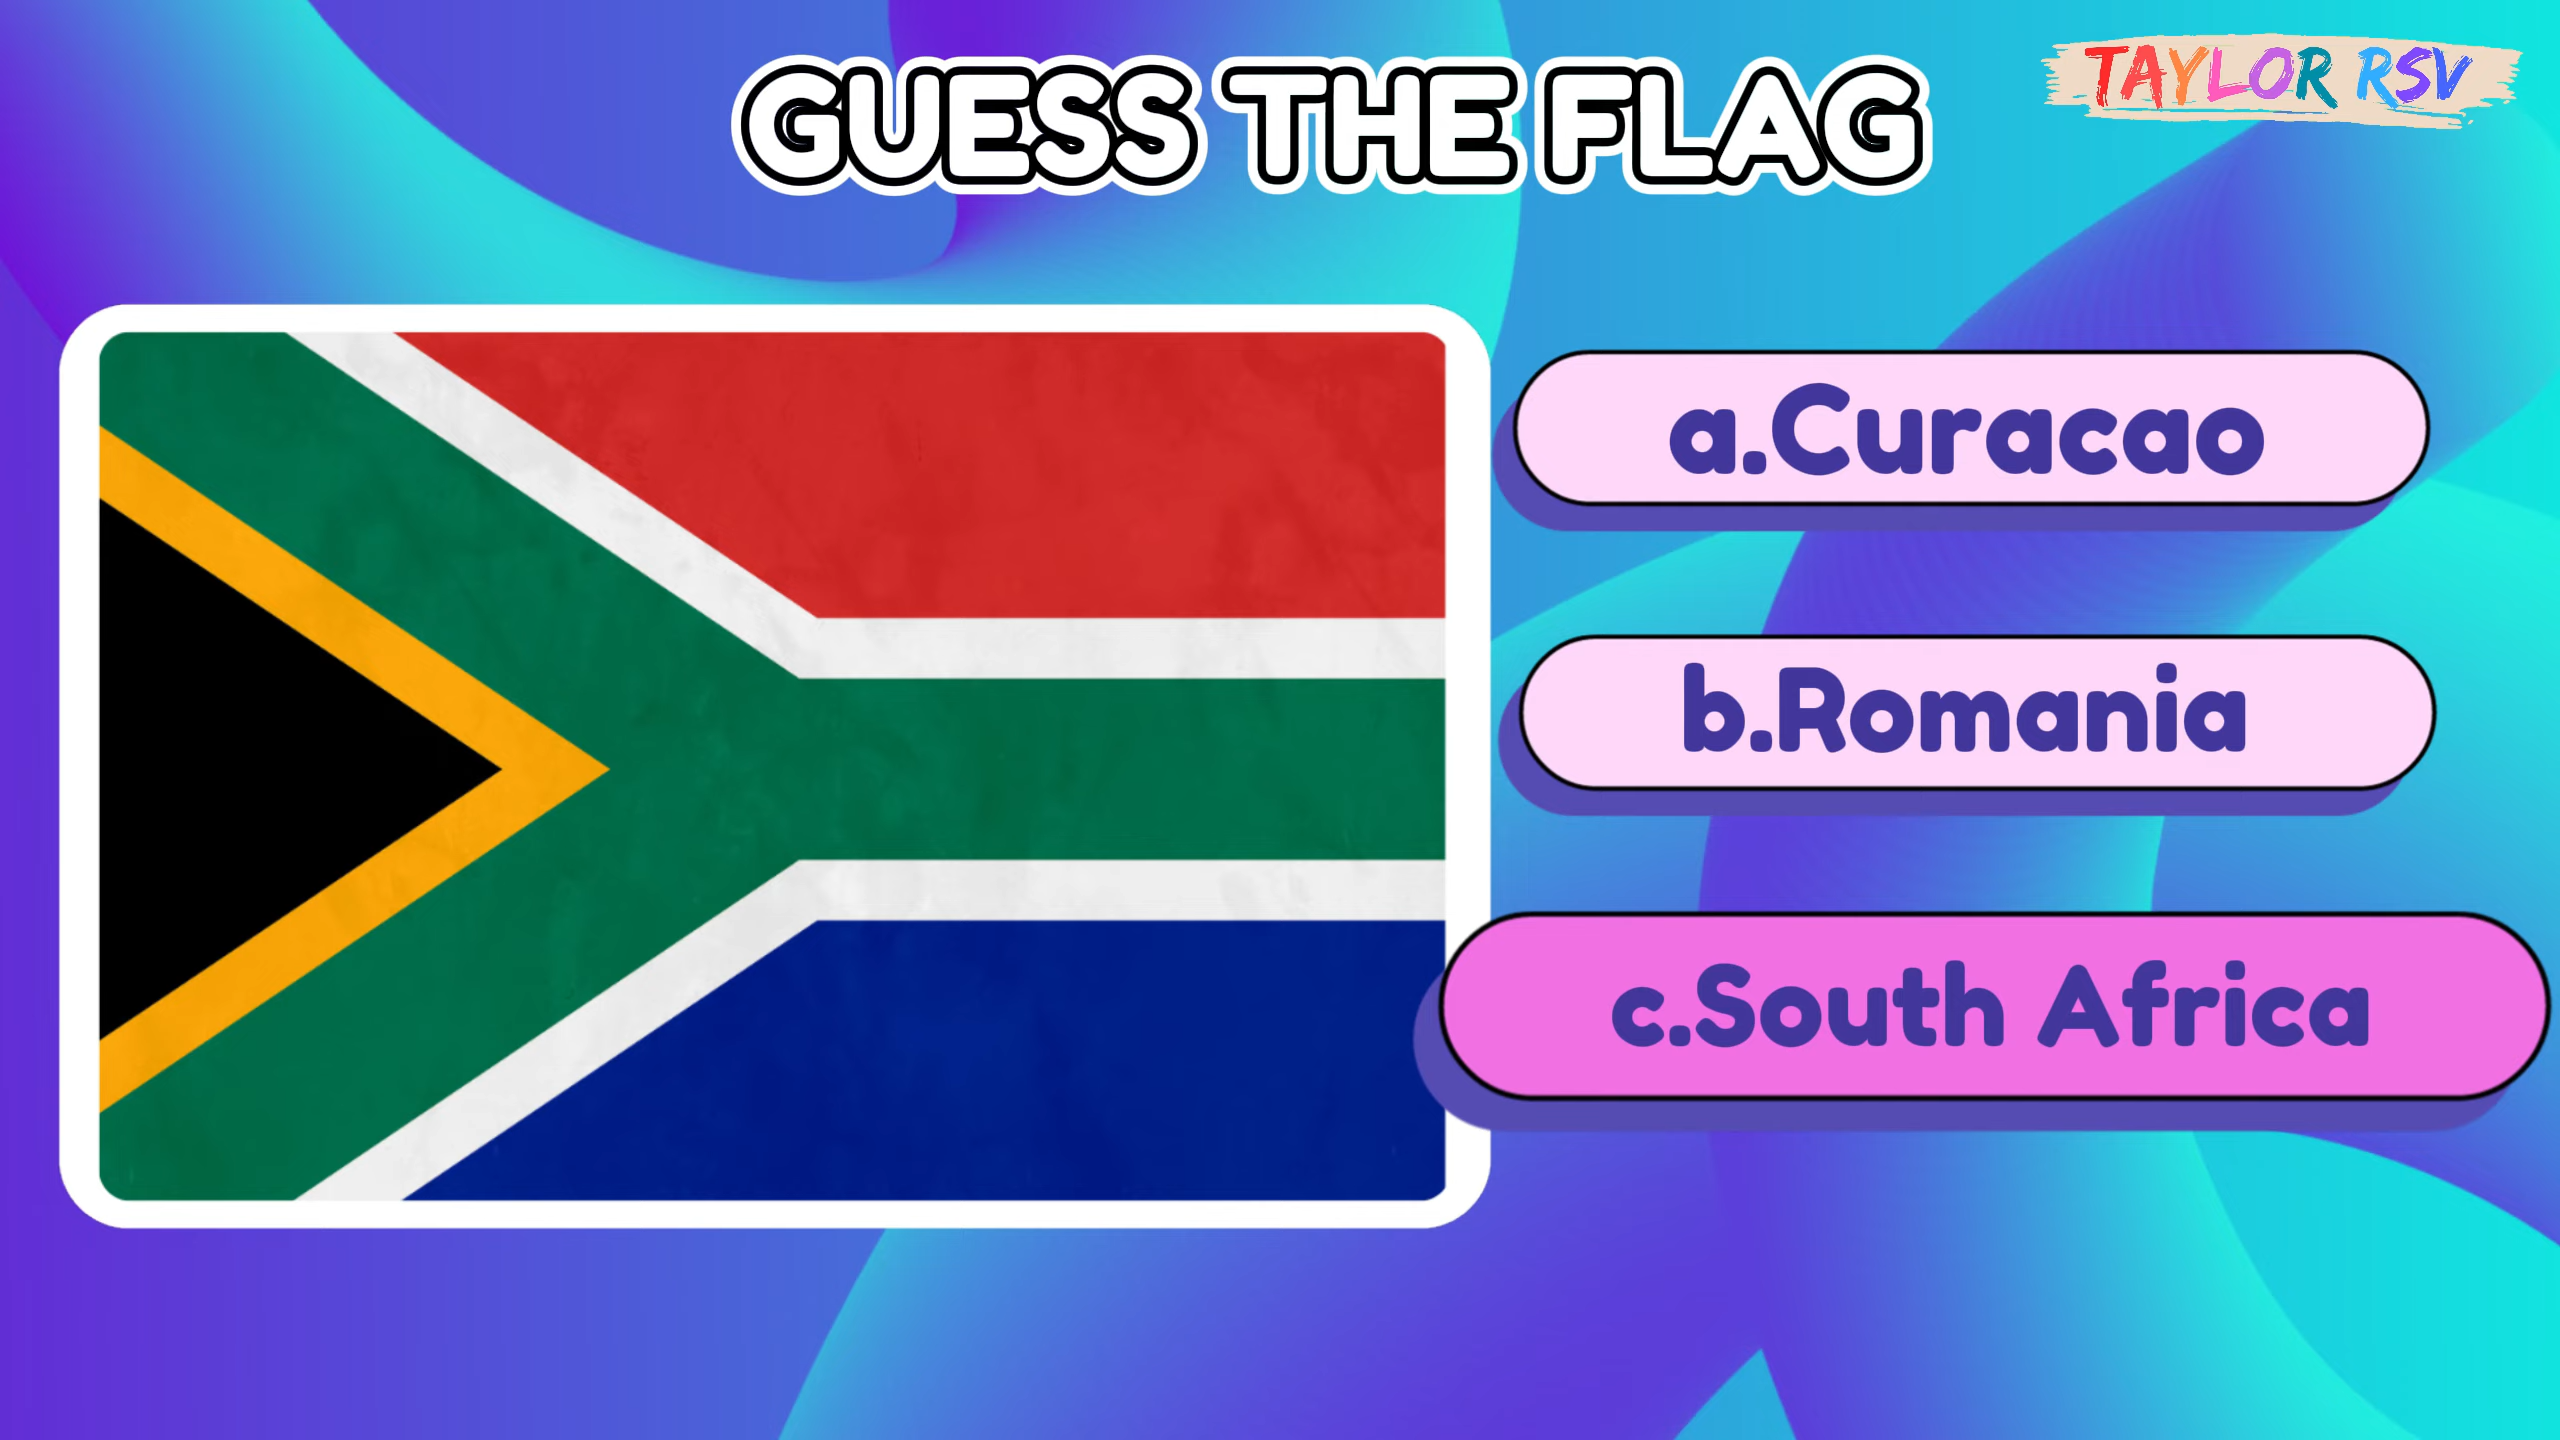 GUESS THE FLAG
TAYLOR RSV
a.Curacao
b.Romania
c.South Africa